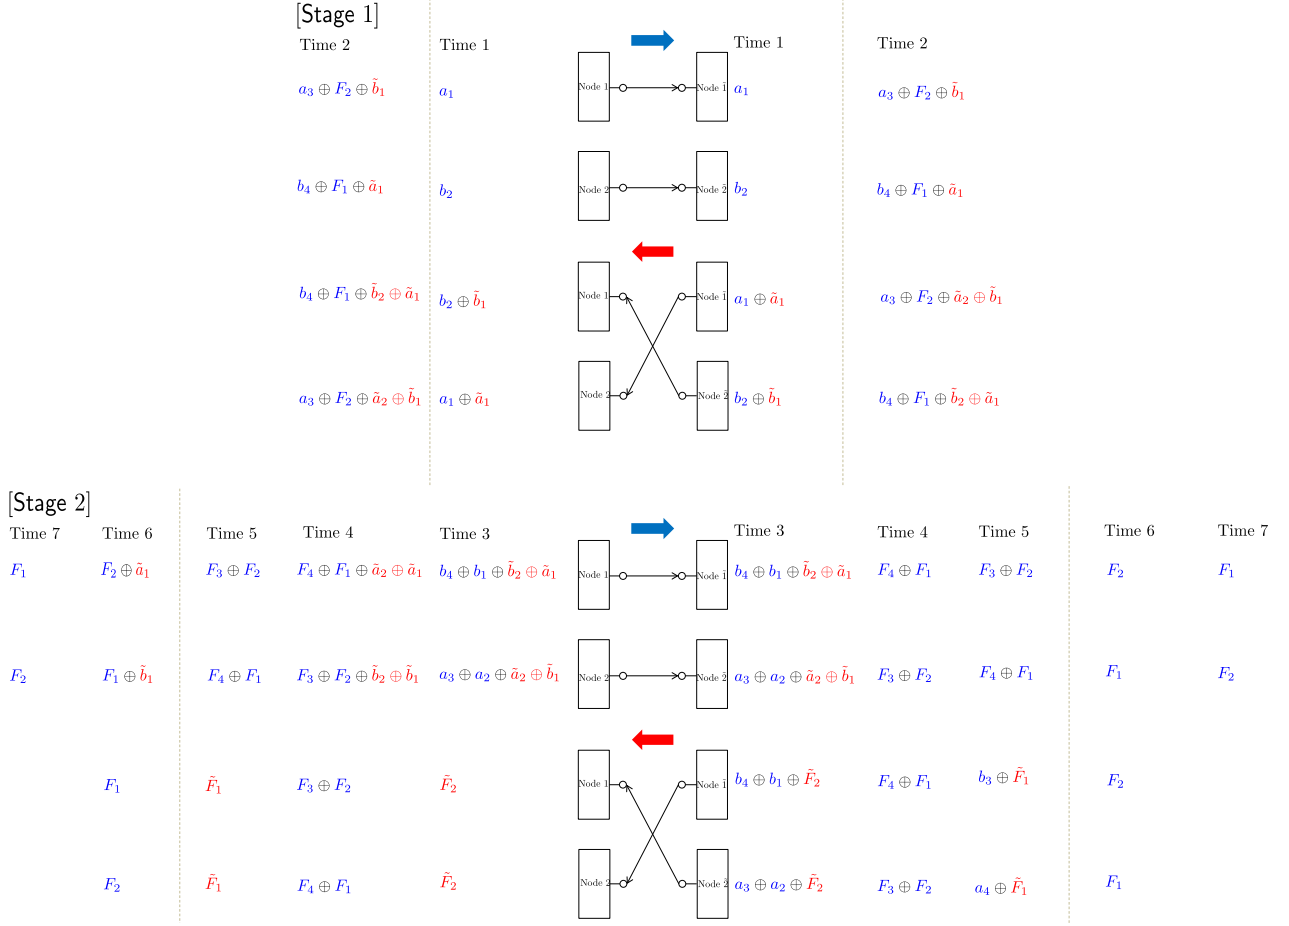 [Stage 1]
Time 2 Time 1 Time 1 Time 2
a₃ ⊕ F₂ ⊕ b̃₁ a₁ Node 1 Node 1̃ a₁ a₃ ⊕ F₂ ⊕ b̃₁
b₄ ⊕ F₁ ⊕ ã₁ b₂ Node 2 Node 2̃ b₂ b₄ ⊕ F₁ ⊕ ã₁
b₄ ⊕ F₁ ⊕ b̃₂ ⊕ ã₁ b₂ ⊕ b̃₁ Node 1 Node 1̃ a₁ ⊕ ã₁ a₃ ⊕ F₂ ⊕ ã₂ ⊕ b̃₁
a₃ ⊕ F₂ ⊕ ã₂ ⊕ b̃₁ a₁ ⊕ ã₁ Node 2 Node 2̃ b₂ ⊕ b̃₁ b₄ ⊕ F₁ ⊕ b̃₂ ⊕ ã₁
[Stage 2]
Time 7 Time 6 Time 5 Time 4 Time 3 Time 3 Time 4 Time 5 Time 6 Time 7
F₁ F₂ ⊕ ã₁ F₃ ⊕ F₂ F₄ ⊕ F₁ ⊕ ã₂ ⊕ ã₁ b₄ ⊕ b₁ ⊕ b̃₂ ⊕ ã₁ Node 1 Node 1̃ b₄ ⊕ b₁ ⊕ b̃₂ ⊕ ã₁ F₄ ⊕ F₁ F₃ ⊕ F₂ F₂ F₁
F₂ F₁ ⊕ b̃₁ F₄ ⊕ F₁ F₃ ⊕ F₂ ⊕ b̃₂ ⊕ b̃₁ a₃ ⊕ a₂ ⊕ ã₂ ⊕ b̃₁ Node 2 Node 2̃ a₃ ⊕ a₂ ⊕ ã₂ ⊕ b̃₁ F₃ ⊕ F₂ F₄ ⊕ F₁ F₁ F₂
F₁ F̃₁ F₃ ⊕ F₂ F̃₂ Node 1 Node 1̃ b₄ ⊕ b₁ ⊕ F̃₂ F₄ ⊕ F₁ b₃ ⊕ F̃₁ F₂
F₂ F̃₁ F₄ ⊕ F₁ F̃₂ Node 2 Node 2̃ a₃ ⊕ a₂ ⊕ F̃₂ F₃ ⊕ F₂ a₄ ⊕ F̃₁ F₁